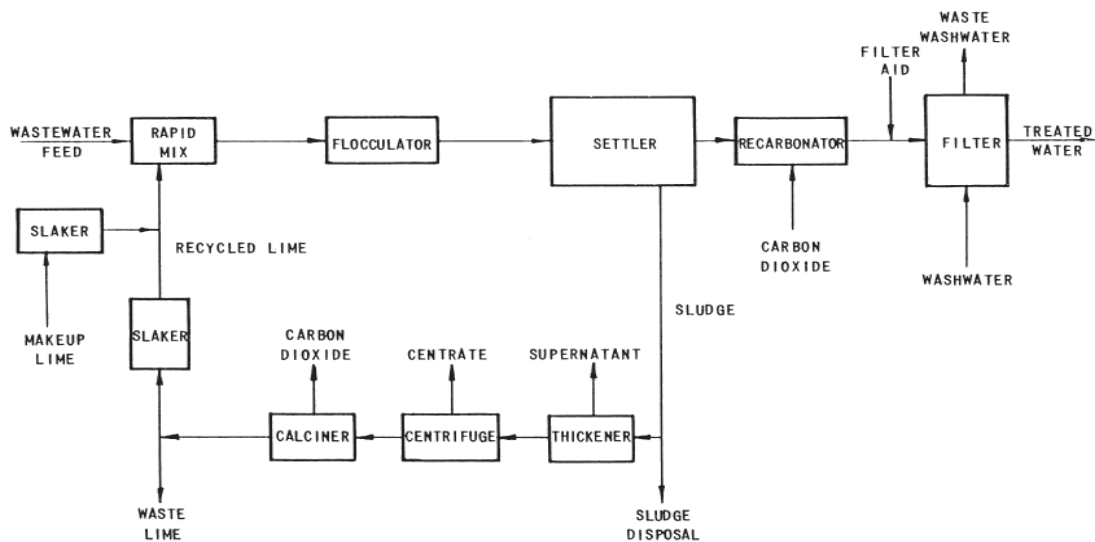 WASTE
WASHWATER
FILTER
AID
WASTEWATER
FEED
RAPID
MIX
FLOCCULATOR
SETTLER
RECARBONATOR
FILTER
TREATED
WATER
SLAKER
RECYCLED LIME
CARBON
DIOXIDE
WASHWATER
MAKEUP
LIME
SLAKER
SLUDGE
CARBON
DIOXIDE
CENTRATE
SUPERNATANT
CALCINER
CENTRIFUGE
THICKENER
WASTE
LIME
SLUDGE
DISPOSAL